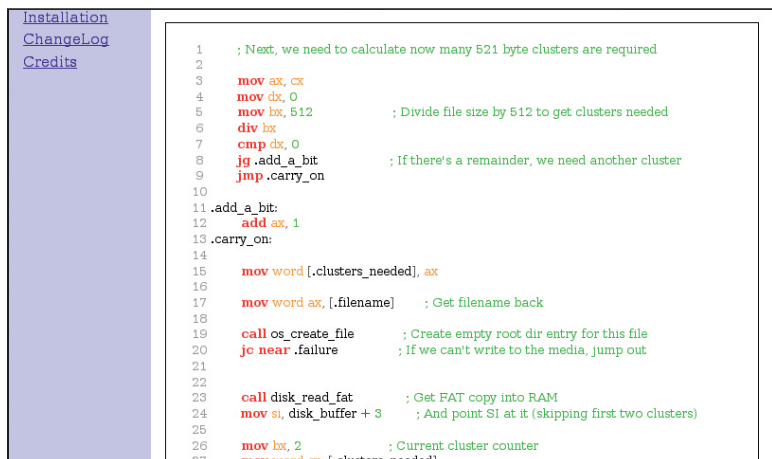 Installation
ChangeLog
Credits
1 ; Next, we need to calculate now many 521 byte clusters are required
2
3 mov ax, cx
4 mov dx, 0
5 mov bx, 512 ; Divide file size by 512 to get clusters needed
6 div bx
7 cmp dx, 0
8 jg .add_a_bit ; If there's a remainder, we need another cluster
9 jmp .carry_on
10
11 .add_a_bit:
12 add ax, 1
13 .carry_on:
14
15 mov word [.clusters_needed], ax
16
17 mov word ax, [.filename] ; Get filename back
18
19 call os_create_file ; Create empty root dir entry for this file
20 jc near .failure ; If we can't write to the media, jump out
21
22
23 call disk_read_fat ; Get FAT copy into RAM
24 mov si, disk_buffer + 3 ; And point SI at it (skipping first two clusters)
25
26 mov bx, 2 ; Current cluster counter